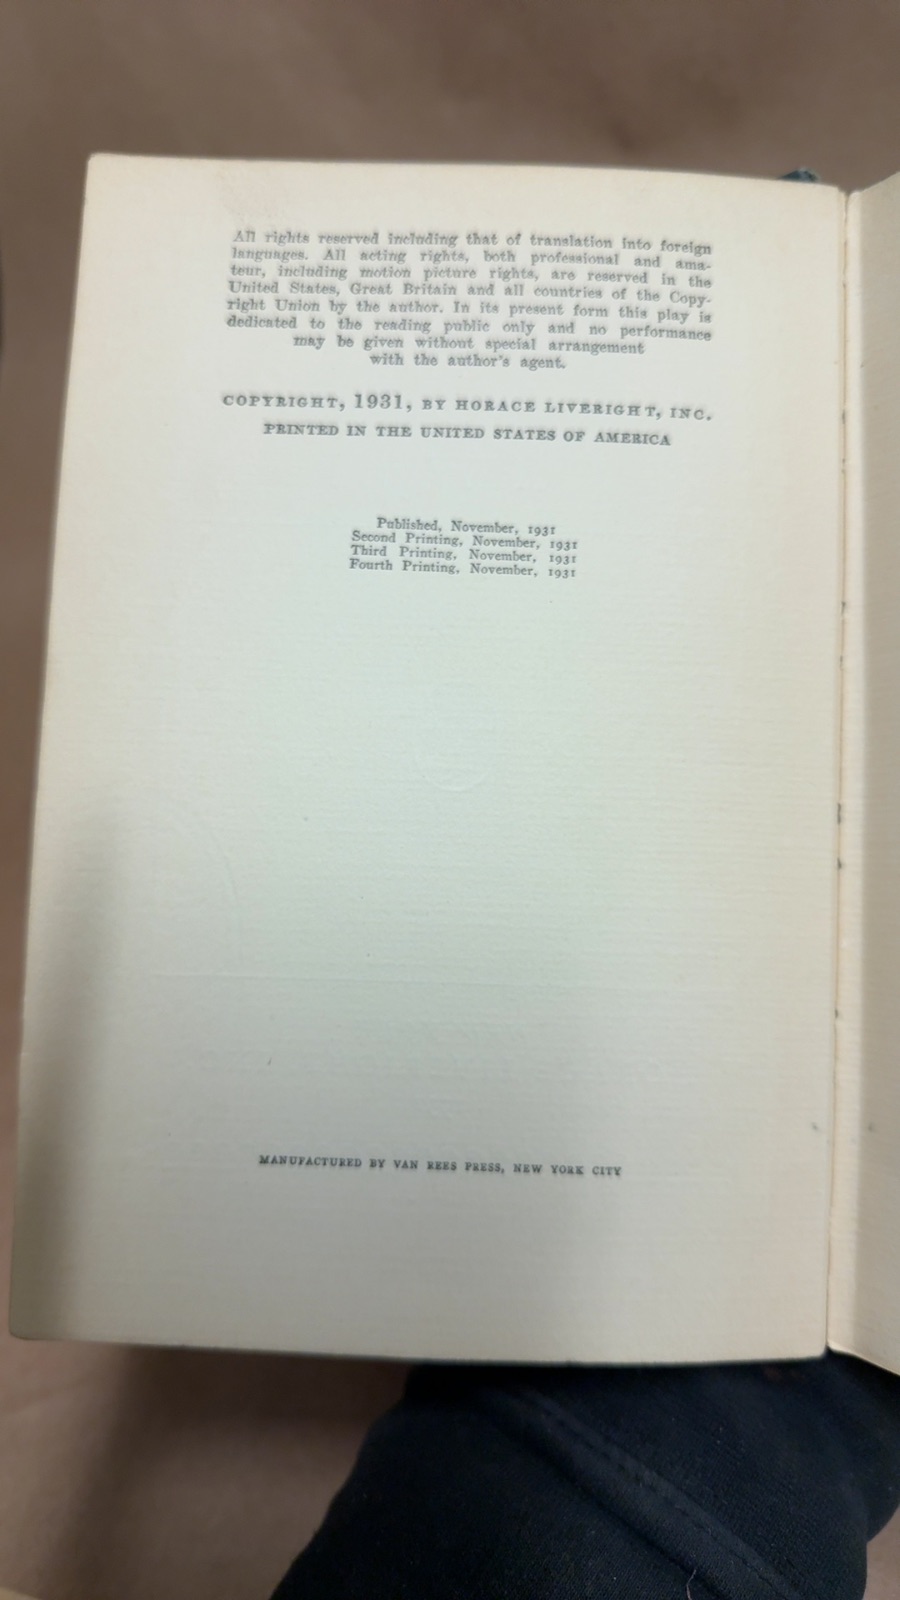 All rights reserved including that of translation into foreign
languages. All acting rights, both professional and ama-
teur, including motion picture rights, are reserved in the
United States, Great Britain and all countries of the Copy-
right Union by the author. In its present form this play is
dedicated to the reading public only and no performance
may be given without special arrangement
with the author's agent.
COPYRIGHT, 1931, BY HORACE LIVERIGHT, INC.
PRINTED IN THE UNITED STATES OF AMERICA
Published, November, 1931
Second Printing, November, 1931
Third Printing, November, 1931
Fourth Printing, November, 1931
MANUFACTURED BY VAN REES PRESS, NEW YORK CITY